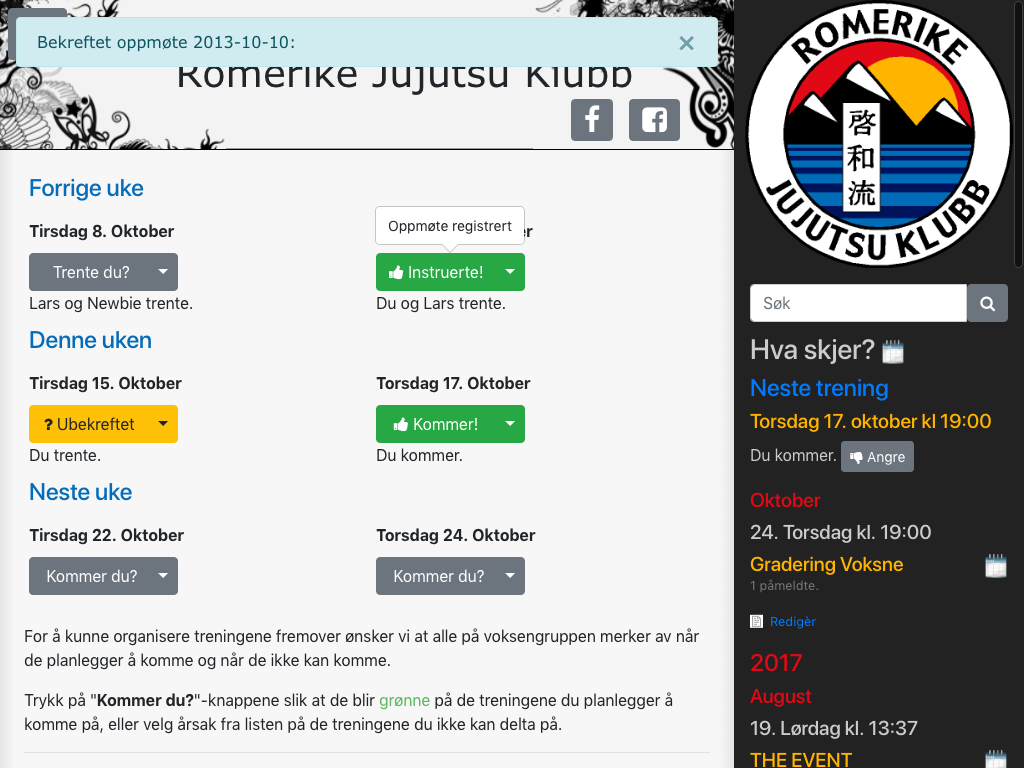 Bekreftet oppmøte 2013-10-10:
×
Romerike Jujutsu Klubb
Forrige uke
Tirsdag 8. Oktober
Oppmøte registrert
Trente du?
Instruerte!
Lars og Newbie trente.
Du og Lars trente.
Denne uken
Tirsdag 15. Oktober
Torsdag 17. Oktober
? Ubekreftet
Kommer!
Du trente.
Du kommer.
Neste uke
Tirsdag 22. Oktober
Torsdag 24. Oktober
Kommer du?
Kommer du?
For å kunne organisere treningene fremover ønsker vi at alle på voksengruppen merker av når
de planlegger å komme og når de ikke kan komme.
Trykk på "Kommer du?"-knappene slik at de blir grønne på de treningene du planlegger å
komme på, eller velg årsak fra listen på de treningene du ikke kan delta på.
ROMERIKE
啓和流
JUJUTSU KLUBB
Søk
Hva skjer?
Neste trening
Torsdag 17. oktober kl 19:00
Du kommer. Angre
Oktober
24. Torsdag kl. 19:00
Gradering Voksne
1 påmeldte.
Redigèr
2017
August
19. Lørdag kl. 13:37
THE EVENT